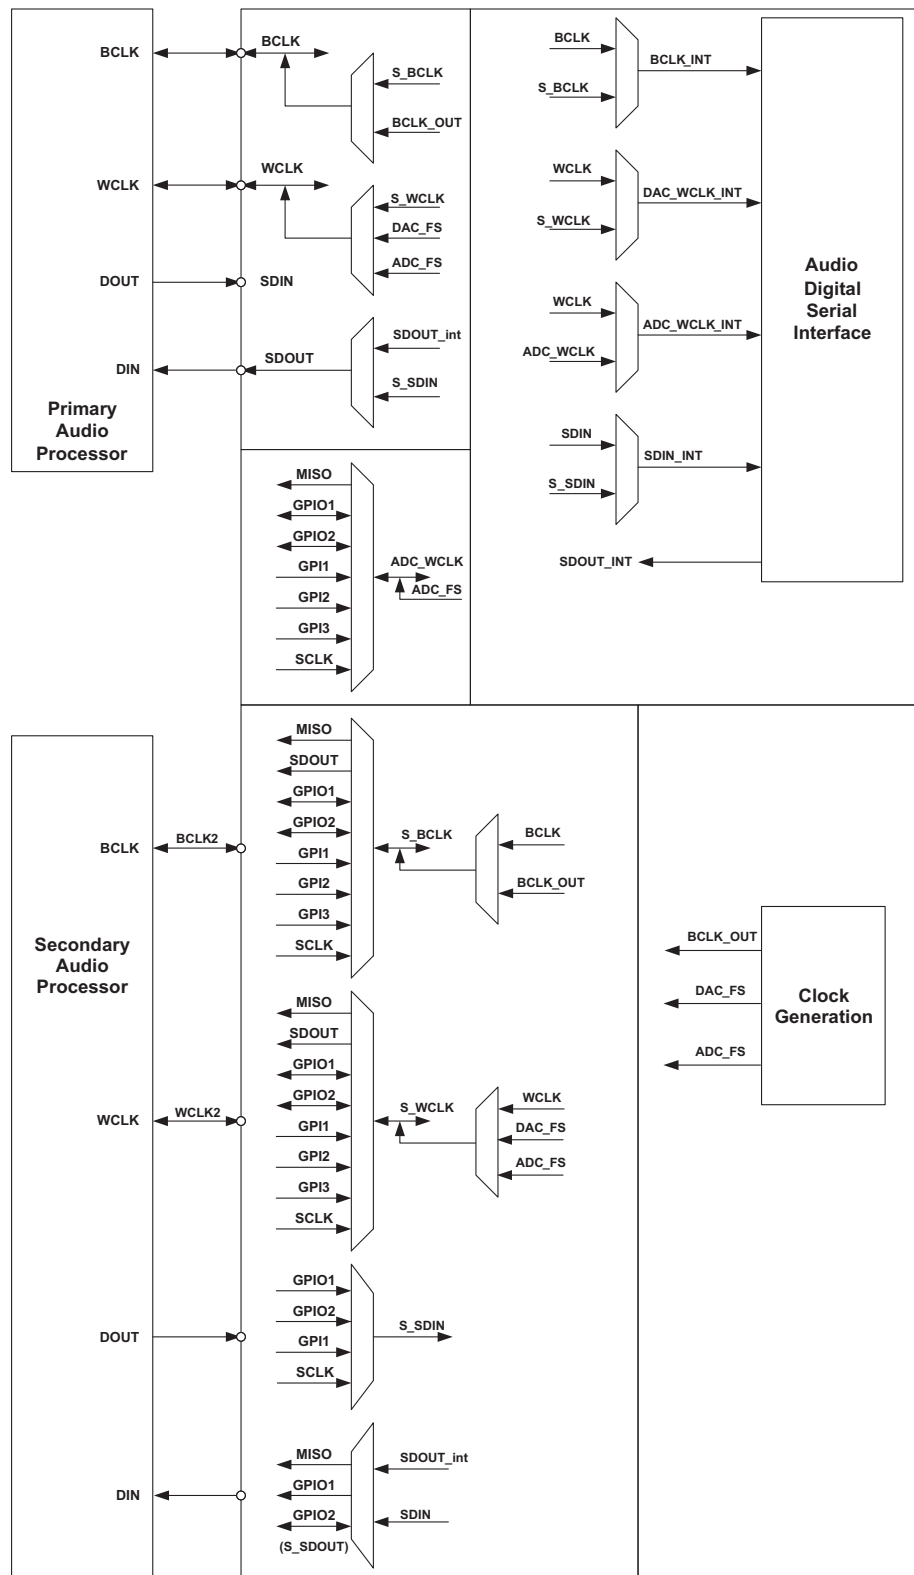 BCLK
WCLK
DOUT
DIN
Primary
Audio
Processor
BCLK
S_BCLK
BCLK_OUT
WCLK
S_WCLK
DAC_FS
ADC_FS
SDIN
SDOUT
SDOUT_int
S_SDIN
BCLK
S_BCLK
BCLK_INT
WCLK
S_WCLK
DAC_WCLK_INT
WCLK
ADC_WCLK
ADC_WCLK_INT
SDIN
S_SDIN
SDIN_INT
SDOUT_INT
Audio
Digital
Serial
Interface
MISO
GPIO1
GPIO2
GPI1
GPI2
GPI3
SCLK
ADC_WCLK
ADC_FS
BCLK
WCLK
DOUT
DIN
Secondary
Audio
Processor
BCLK2
WCLK2
MISO
SDOUT
GPIO1
GPIO2
GPI1
GPI2
GPI3
SCLK
S_BCLK
BCLK
BCLK_OUT
MISO
SDOUT
GPIO1
GPIO2
GPI1
GPI2
GPI3
SCLK
S_WCLK
WCLK
DAC_FS
ADC_FS
GPIO1
GPIO2
GPI1
SCLK
S_SDIN
MISO
GPIO1
GPIO2
(S_SDOUT)
SDOUT_int
SDIN
BCLK_OUT
DAC_FS
ADC_FS
Clock
Generation